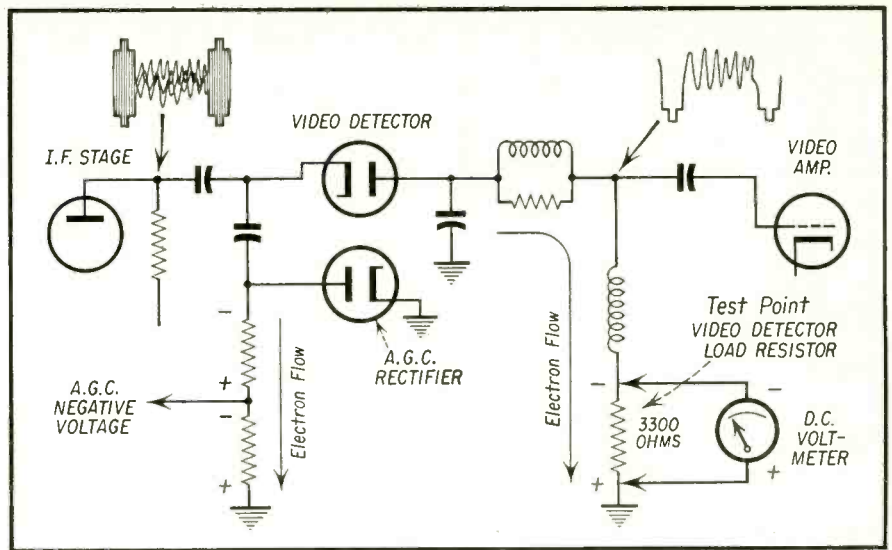 VIDEO DETECTOR
I.F. STAGE
VIDEO
AMP.
A.G.C.
RECTIFIER
A.G.C.
NEGATIVE
VOLTAGE
-
+
-
+
Electron Flow
Electron Flow
Test Point
VIDEO DETECTOR
LOAD RESISTOR
-
+
3300
OHMS
-
+
D.C.
VOLT-
METER